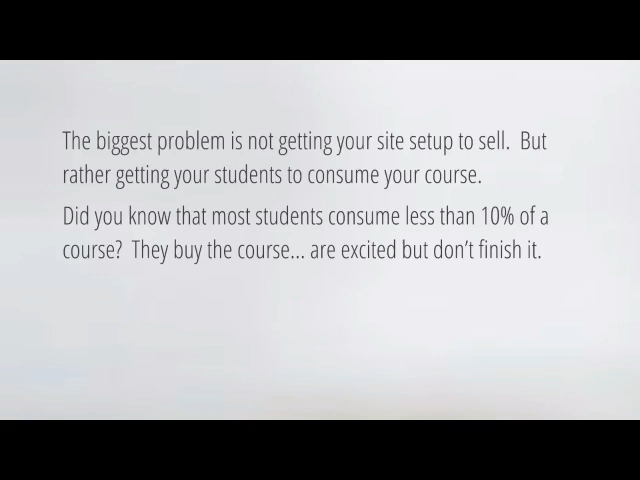 The biggest problem is not getting your site setup to sell.  But
rather getting your students to consume your course.
Did you know that most students consume less than 10% of a
course?  They buy the course... are excited but don't finish it.